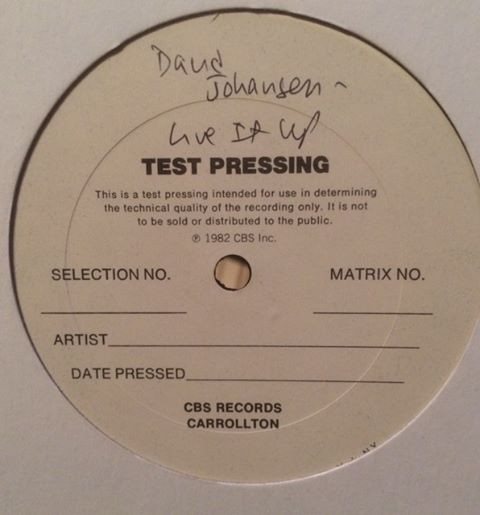 David
Johansen -
Live It Up
TEST PRESSING
This is a test pressing intended for use in determining
the technical quality of the recording only. It is not
to be sold or distributed to the public.
℗ 1982 CBS Inc.
SELECTION NO. MATRIX NO.
ARTIST
DATE PRESSED
CBS RECORDS
CARROLLTON